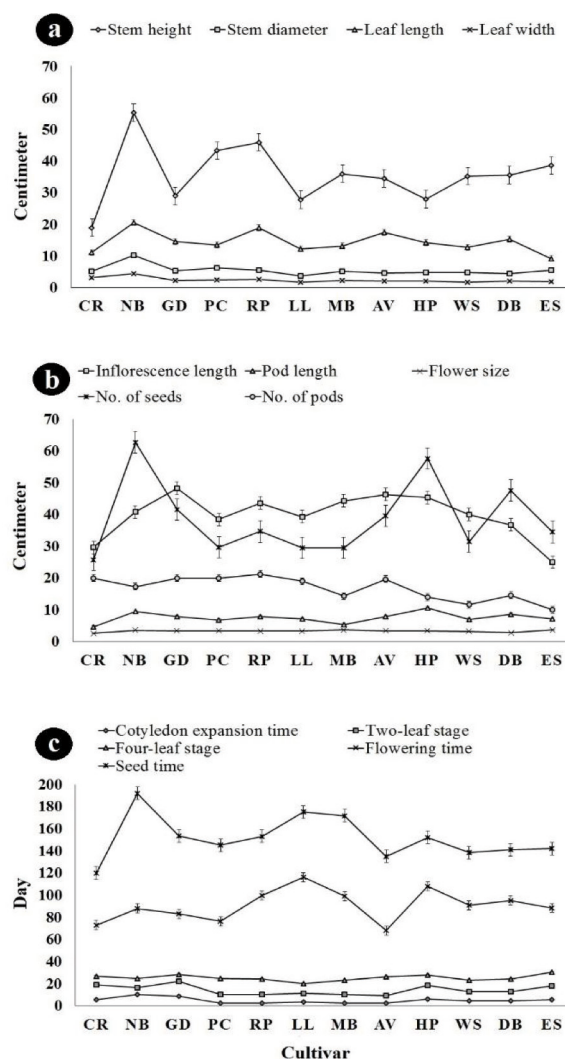 a
Stem height Stem diameter Leaf length Leaf width
70
60
50
40
30
20
10
0
Centimeter
CR NB GD PC RP LL MB AV HP WS DB ES
b
Inflorescence length Pod length Flower size
No. of seeds No. of pods
70
60
50
40
30
20
10
0
Centimeter
CR NB GD PC RP LL MB AV HP WS DB ES
c
Cotyledon expansion time Two-leaf stage
Four-leaf stage Flowering time
Seed time
200
180
160
140
120
100
80
60
40
20
0
Day
CR NB GD PC RP LL MB AV HP WS DB ES
Cultivar